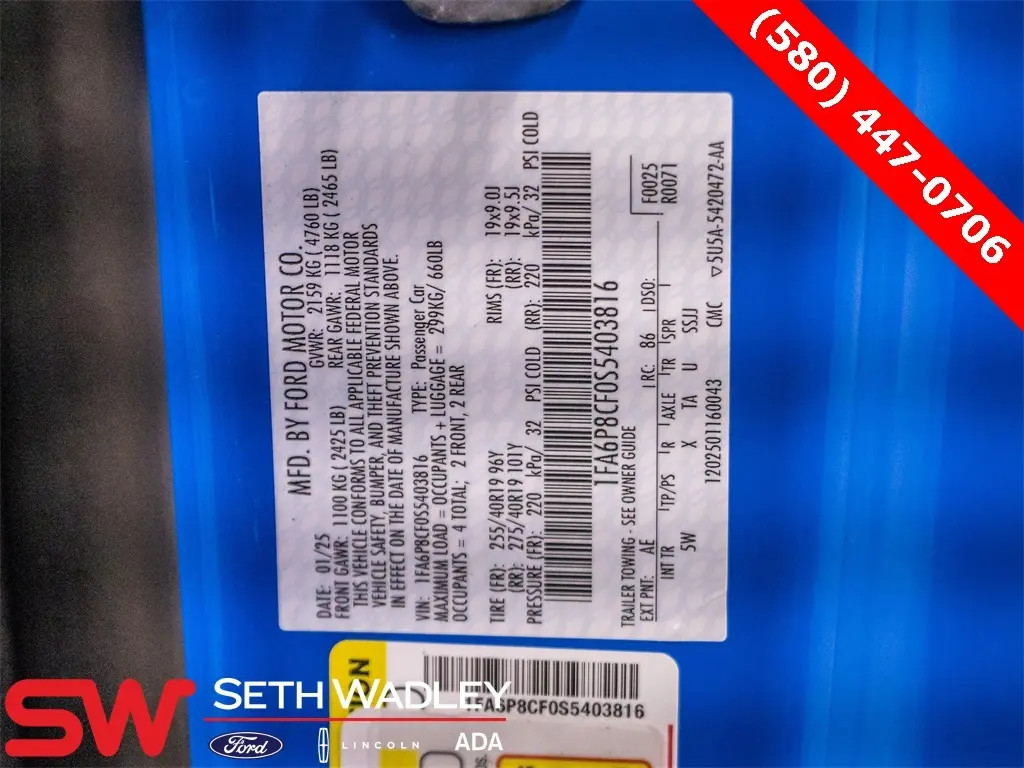 (580) 447-0706
MFD. BY FORD MOTOR CO.
DATE: 01/25 GVWR: 2159 KG (4760 LB)
FRONT GAWR: 1100 KG (2425 LB) REAR GAWR: 1118 KG (2465 LB)
THIS VEHICLE CONFORMS TO ALL APPLICABLE FEDERAL MOTOR
VEHICLE SAFETY, BUMPER, AND THEFT PREVENTION STANDARDS
IN EFFECT ON THE DATE OF MANUFACTURE SHOWN ABOVE.
VIN: 1FA6P8CF0S5403816 TYPE: Passenger Car
MAXIMUM LOAD = OCCUPANTS + LUGGAGE = 299KG/ 660LB
OCCUPANTS = 4 TOTAL; 2 FRONT, 2 REAR
TIRE (FR): 255/40R19 96Y RIMS (FR): 19x9.0J
(RR): 275/40R19 101Y (RR): 19x9.5J
PRESSURE (FR): 220 kPa/ 32 PSI COLD (RR): 220 kPa/ 32 PSI COLD
1FA6P8CF0S5403816
TRAILER TOWING - SEE OWNER GUIDE F0025
EXT PNT: AE RC: 86 DSO: R0071
INT TR TP/PS R AXLE TR SPR
5W X TA U SSJJ
1202501160043 CMC ▽5U5A-5420472-AA
1FA6P8CF0S5403816
SW SETH WADLEY
Ford LINCOLN ADA